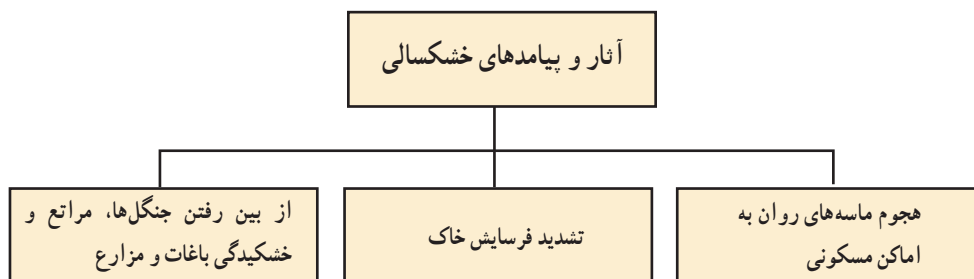 آثار و پیامدهای خشکسالی
هجوم ماسه‌های روان به
اماکن مسکونی
تشدید فرسایش خاک
از بین رفتن جنگل‌ها، مراتع و
خشکیدگی باغات و مزارع